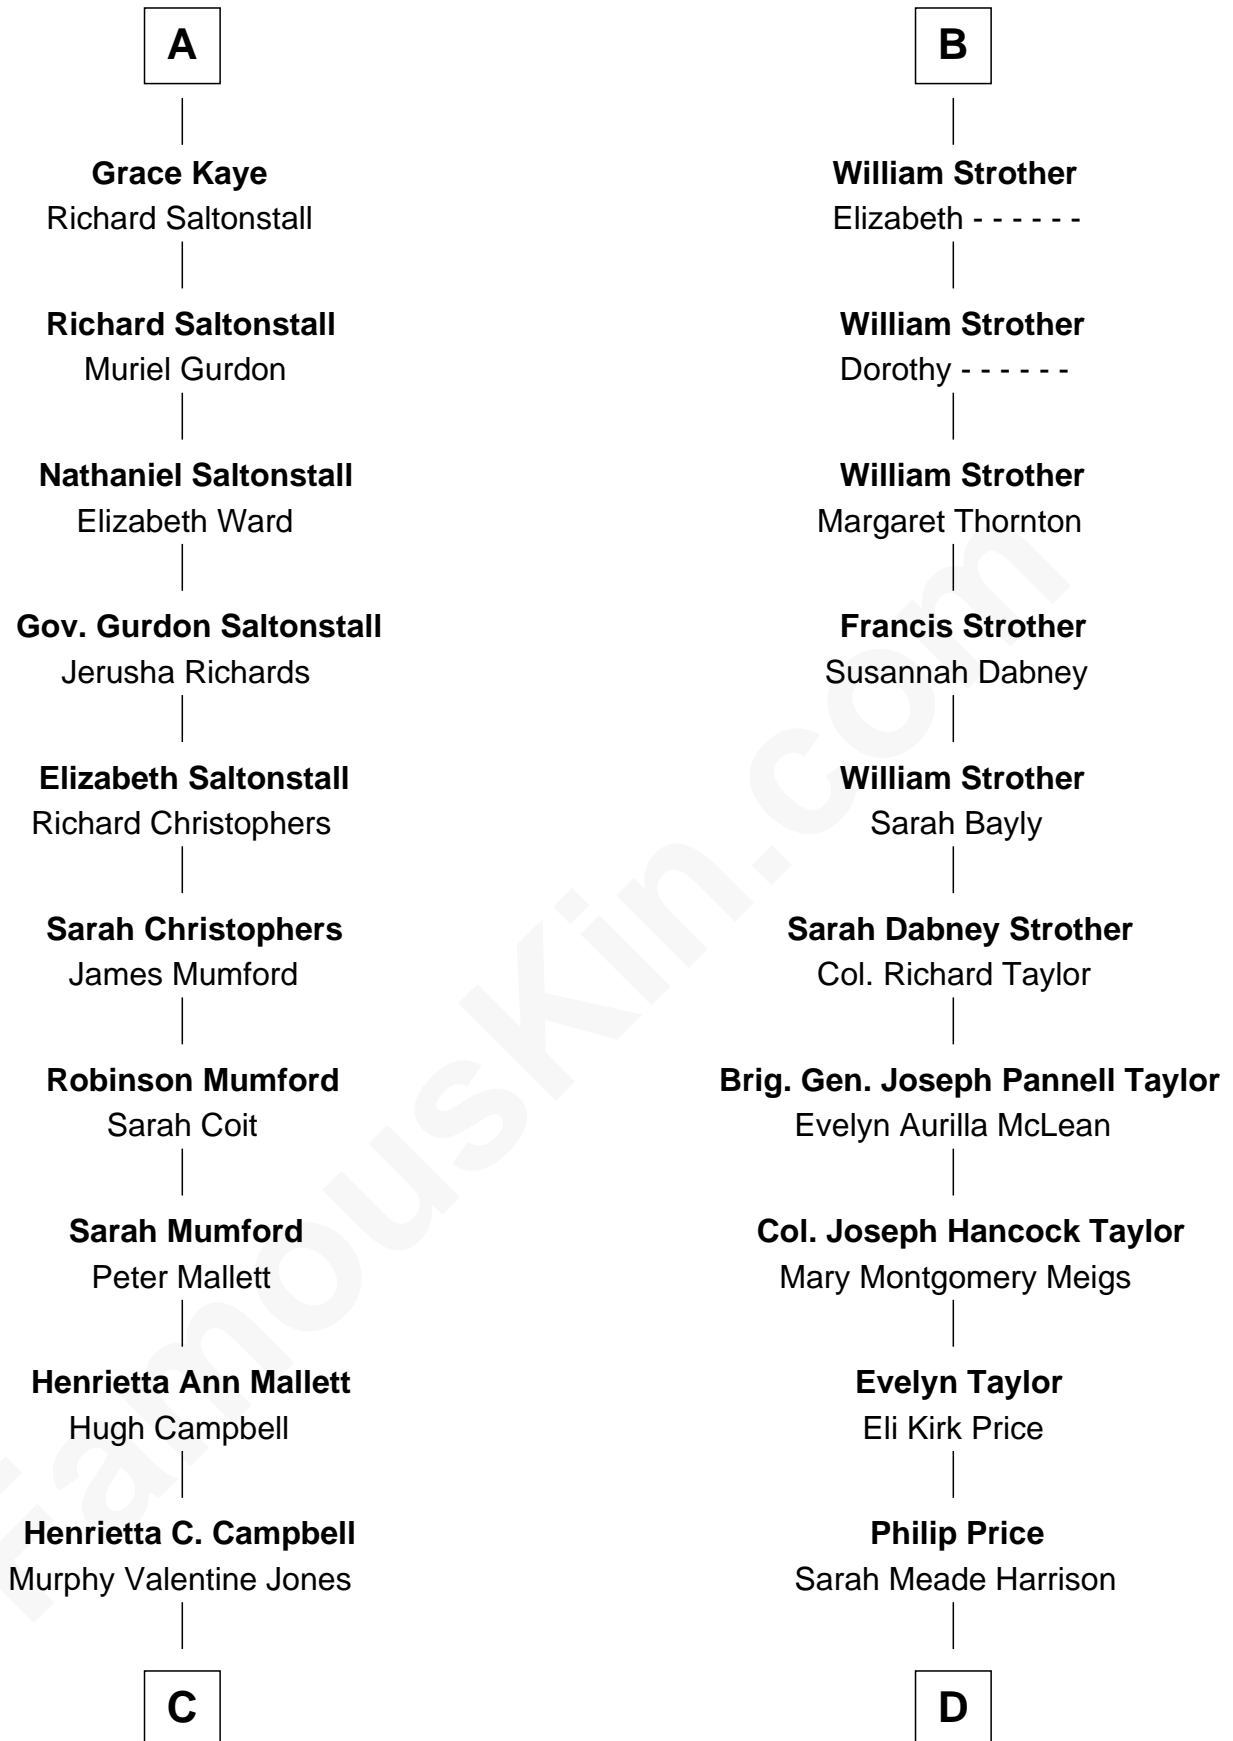 A
Grace Kaye
Richard Saltonstall
Richard Saltonstall
Muriel Gurdon
Nathaniel Saltonstall
Elizabeth Ward
Gov. Gurdon Saltonstall
Jerusha Richards
Elizabeth Saltonstall
Richard Christophers
Sarah Christophers
James Mumford
Robinson Mumford
Sarah Coit
Sarah Mumford
Peter Mallett
Henrietta Ann Mallett
Hugh Campbell
Henrietta C. Campbell
Murphy Valentine Jones
C
B
William Strother
Elizabeth - - - - - -
William Strother
Dorothy - - - - - -
William Strother
Margaret Thornton
Francis Strother
Susannah Dabney
William Strother
Sarah Bayly
Sarah Dabney Strother
Col. Richard Taylor
Brig. Gen. Joseph Pannell Taylor
Evelyn Aurilla McLean
Col. Joseph Hancock Taylor
Mary Montgomery Meigs
Evelyn Taylor
Eli Kirk Price
Philip Price
Sarah Meade Harrison
D
FamousKin.com